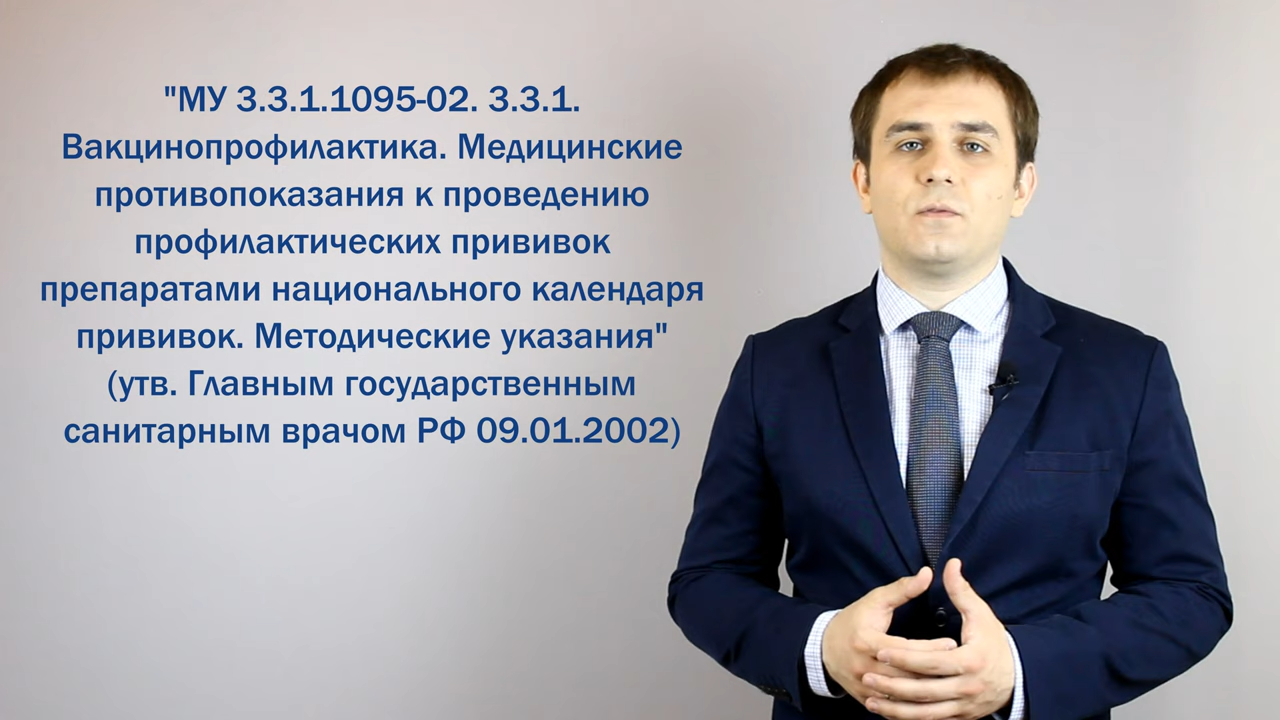 "МУ 3.3.1.1095-02. 3.3.1.
Вакцинопрофилактика. Медицинские
противопоказания к проведению
профилактических прививок
препаратами национального календаря
прививок. Методические указания"
(утв. Главным государственным
санитарным врачом РФ 09.01.2002)